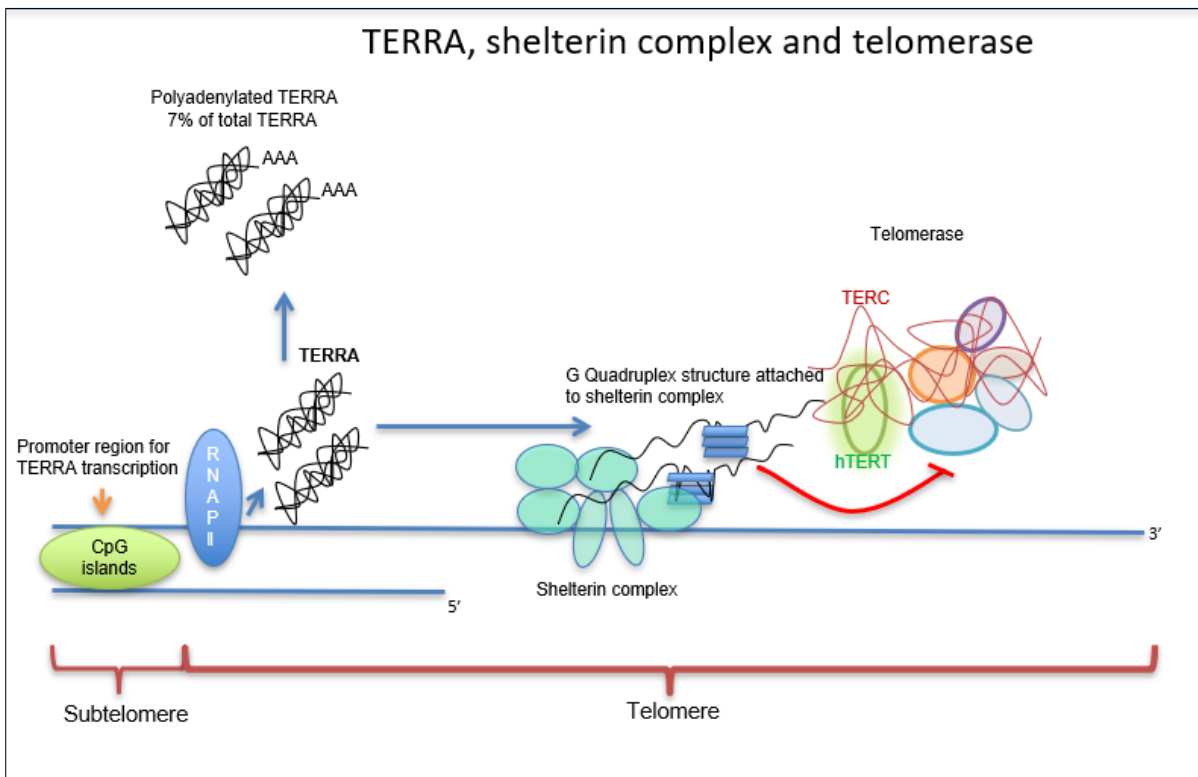 TERRA, shelterin complex and telomerase
Polyadenylated TERRA
7% of total TERRA
AAA
AAA
Telomerase
TERC
TERRA
G Quadruplex structure attached
to shelterin complex
Promoter region for
TERRA transcription
RNAPII
hTERT
CpG
islands
3'
Shelterin complex
5'
Subtelomere
Telomere